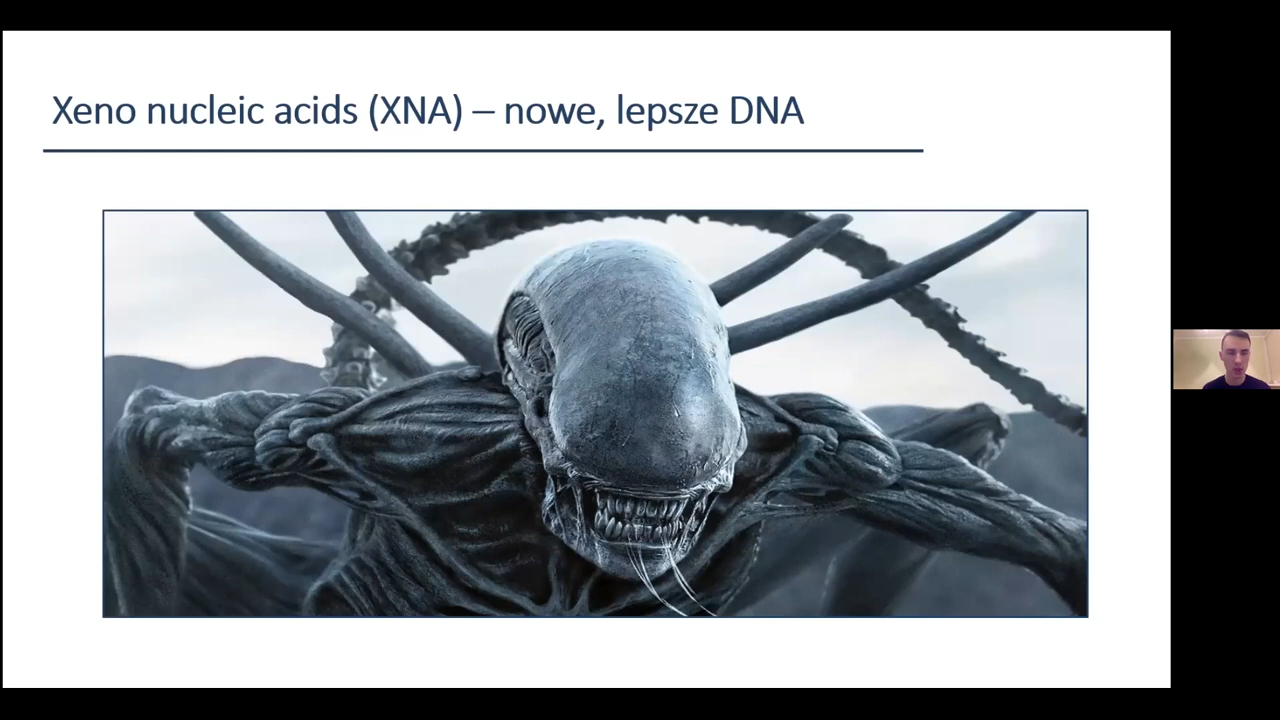 Xeno nucleic acids (XNA) – nowe, lepsze DNA